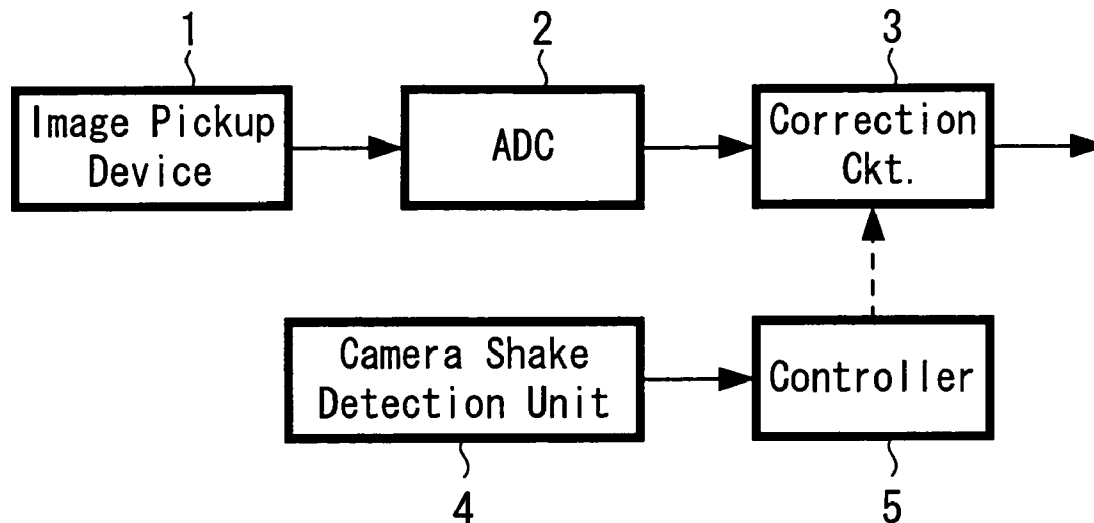 1
2
3
Image Pickup
Device
ADC
Correction
Ckt.
Camera Shake
Detection Unit
Controller
4
5